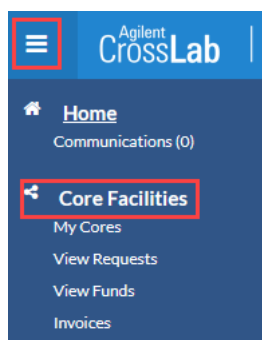 Agilent
CrossLab
Home
Communications (0)
Core Facilities
My Cores
View Requests
View Funds
Invoices